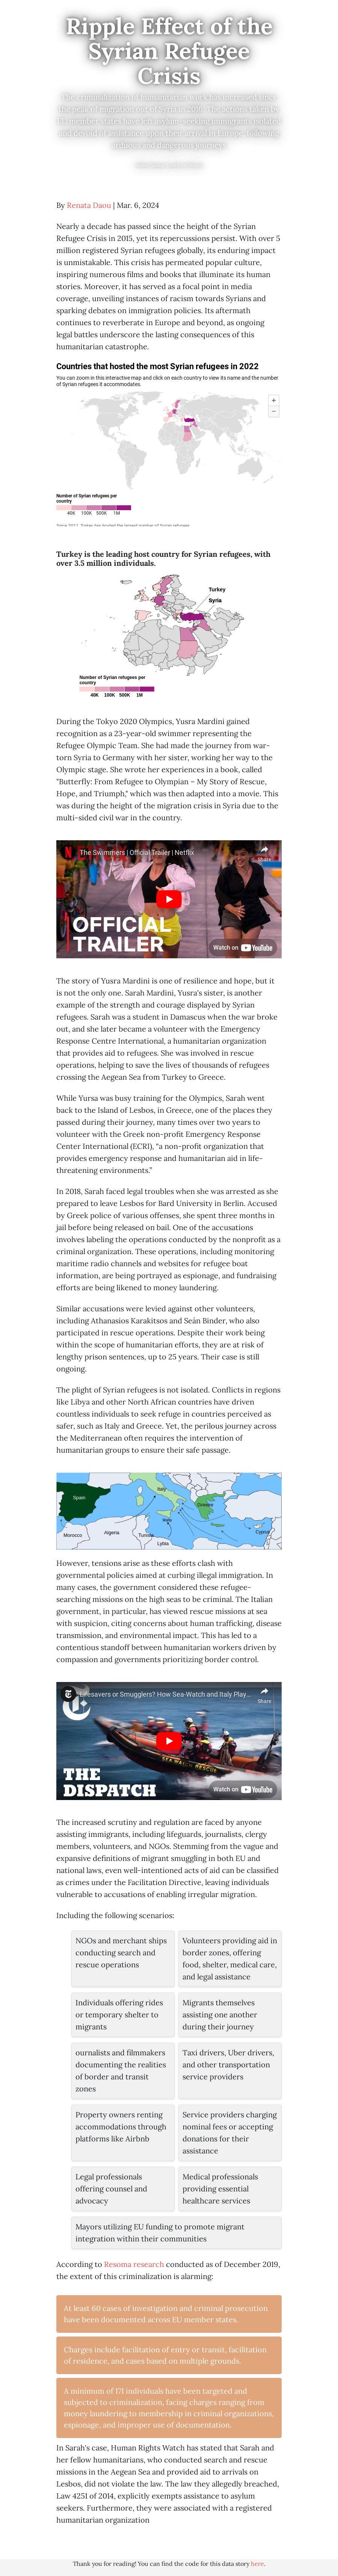 Ripple Effect of the
Syrian Refugee
Crisis
The criminalization of humanitarian work has increased since
the peak of migration out of Syria in 2016. The actions taken by
EU member states have left asylum-seeking immigrants isolated
and devoid of assistance upon their arrival in Europe, following
arduous and dangerous journeys.
By Renata Daou | Mar. 6, 2024
Nearly a decade has passed since the height of the Syrian
Refugee Crisis in 2015, yet its repercussions persist. With over 5
million registered Syrian refugees globally, its enduring impact
is unmistakable. This crisis has permeated popular culture,
inspiring numerous films and books that illuminate its human
stories. Moreover, it has served as a focal point in media
coverage, unveiling instances of racism towards Syrians and
sparking debates on immigration policies. Its aftermath
continues to reverberate in Europe and beyond, as ongoing
legal battles underscore the lasting consequences of this
humanitarian catastrophe.
Countries that hosted the most Syrian refugees in 2022
You can zoom in this interactive map and click on each country to view its name and the number
of Syrian refugees it accommodates.
+
−
Number of Syrian refugees per
country
40K 100K 500K 1M
Turkey is the leading host country for Syrian refugees, with
over 3.5 million individuals.
Turkey
Syria
Number of Syrian refugees per
country
40K 100K 500K 1M
During the Tokyo 2020 Olympics, Yusra Mardini gained
recognition as a 23-year-old swimmer representing the
Refugee Olympic Team. She had made the journey from war-
torn Syria to Germany with her sister, working her way to the
Olympic stage. She wrote her experiences in a book, called
"Butterfly: From Refugee to Olympian – My Story of Rescue,
Hope, and Triumph," which was then adapted into a movie. This
was during the height of the migration crisis in Syria due to the
multi-sided civil war in the country.
The Swimmers | Official Trailer | Netflix
Share
OFFICIAL
TRAILER
Watch on YouTube
The story of Yusra Mardini is one of resilience and hope, but it
is not the only one. Sarah Mardini, Yusra's sister, is another
example of the strength and courage displayed by Syrian
refugees. Sarah was a student in Damascus when the war broke
out, and she later became a volunteer with the Emergency
Response Centre International, a humanitarian organization
that provides aid to refugees. She was involved in rescue
operations, helping to save the lives of thousands of refugees
crossing the Aegean Sea from Turkey to Greece.
While Yursa was busy training for the Olympics, Sarah went
back to the Island of Lesbos, in Greece, one of the places they
passed during their journey, many times over two years to
volunteer with the Greek non-profit Emergency Response
Center International (ECRI), “a non-profit organization that
provides emergency response and humanitarian aid in life-
threatening environments.”
In 2018, Sarah faced legal troubles when she was arrested as she
prepared to leave Lesbos for Bard University in Berlin. Accused
by Greek police of various offenses, she spent three months in
jail before being released on bail. One of the accusations
involves labeling the operations conducted by the nonprofit as a
criminal organization. These operations, including monitoring
maritime radio channels and websites for refugee boat
information, are being portrayed as espionage, and fundraising
efforts are being likened to money laundering.
Similar accusations were levied against other volunteers,
including Athanasios Karakitsos and Seán Binder, who also
participated in rescue operations. Despite their work being
within the scope of humanitarian efforts, they are at risk of
lengthy prison sentences, up to 25 years. Their case is still
ongoing.
The plight of Syrian refugees is not isolated. Conflicts in regions
like Libya and other North African countries have driven
countless individuals to seek refuge in countries perceived as
safer, such as Italy and Greece. Yet, the perilous journey across
the Mediterranean often requires the intervention of
humanitarian groups to ensure their safe passage.
Italy
Spain
Greece
Malta
Morocco
Algeria
Tunisia
Cyprus
Lybia
However, tensions arise as these efforts clash with
governmental policies aimed at curbing illegal immigration. In
many cases, the government considered these refugee-
searching missions on the high seas to be criminal. The Italian
government, in particular, has viewed rescue missions at sea
with suspicion, citing concerns about human trafficking, disease
transmission, and environmental impact. This has led to a
contentious standoff between humanitarian workers driven by
compassion and governments prioritizing border control.
Lifesavers or Smugglers? How Sea-Watch and Italy Play...
Share
SEA-WATCH RESCUE
THE
DISPATCH
Watch on YouTube
The increased scrutiny and regulation are faced by anyone
assisting immigrants, including lifeguards, journalists, clergy
members, volunteers, and NGOs. Stemming from the vague and
expansive definitions of migrant smuggling in both EU and
national laws, even well-intentioned acts of aid can be classified
as crimes under the Facilitation Directive, leaving individuals
vulnerable to accusations of enabling irregular migration.
Including the following scenarios:
NGOs and merchant ships
conducting search and
rescue operations
Volunteers providing aid in
border zones, offering
food, shelter, medical care,
and legal assistance
Individuals offering rides
or temporary shelter to
migrants
Migrants themselves
assisting one another
during their journey
ournalists and filmmakers
documenting the realities
of border and transit
zones
Taxi drivers, Uber drivers,
and other transportation
service providers
Property owners renting
accommodations through
platforms like Airbnb
Service providers charging
nominal fees or accepting
donations for their
assistance
Legal professionals
offering counsel and
advocacy
Medical professionals
providing essential
healthcare services
Mayors utilizing EU funding to promote migrant
integration within their communities
According to Resoma research conducted as of December 2019,
the extent of this criminalization is alarming:
At least 60 cases of investigation and criminal prosecution
have been documented across EU member states.
Charges include facilitation of entry or transit, facilitation
of residence, and cases based on multiple grounds.
A minimum of 171 individuals have been targeted and
subjected to criminalization, facing charges ranging from
money laundering to membership in criminal organizations,
espionage, and improper use of documentation.
In Sarah's case, Human Rights Watch has stated that Sarah and
her fellow humanitarians, who conducted search and rescue
missions in the Aegean Sea and provided aid to arrivals on
Lesbos, did not violate the law. The law they allegedly breached,
Law 4251 of 2014, explicitly exempts assistance to asylum
seekers. Furthermore, they were associated with a registered
humanitarian organization
Thank you for reading! You can find the code for this data story here.